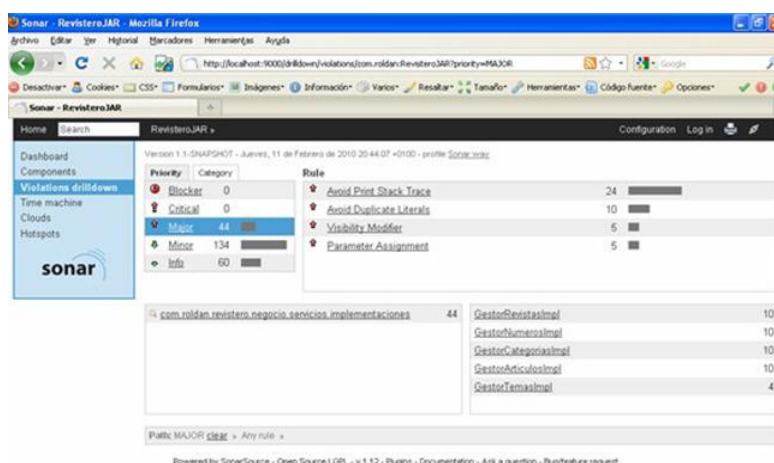 Sonar - RevisteroJAR - Mozilla Firefox
Archivo Editar Ver Historial Marcadores Herramientas Ayuda
http://localhost:9000/drilldown/violations/com.roldan:RevisteroJAR?priority=MAJOR
Google
Desactivar Cookies CSS Formularios Imágenes Información Varios Resaltar Tamaño Herramientas Código fuente Opciones
Sonar - RevisteroJAR
Home Search RevisteroJAR » Configuration Log in
Dashboard
Components
Violations drilldown
Time machine
Clouds
Hotspots
sonar
Version 1.1-SNAPSHOT - Jueves, 11 de Febrero de 2010 20:44:07 +0100 - profile Sonar way
Priority Category
Blocker 0
Critical 0
Major 44
Minor 134
Info 60
Rule
Avoid Print Stack Trace 24
Avoid Duplicate Literals 10
Visibility Modifier 5
Parameter Assignment 5
com.roldan.revistero.negocio.servicios.implementaciones 44
GestorRevistasImpl 10
GestorNumerosImpl 10
GestorCategoriasImpl 10
GestorArticulosImpl 10
GestorTemasImpl 4
Path: MAJOR clear » Any rule »
Powered by SonarSource - Open Source LGPL - v.1.12 - Plugins - Documentation - Ask a question - Bug/feature request